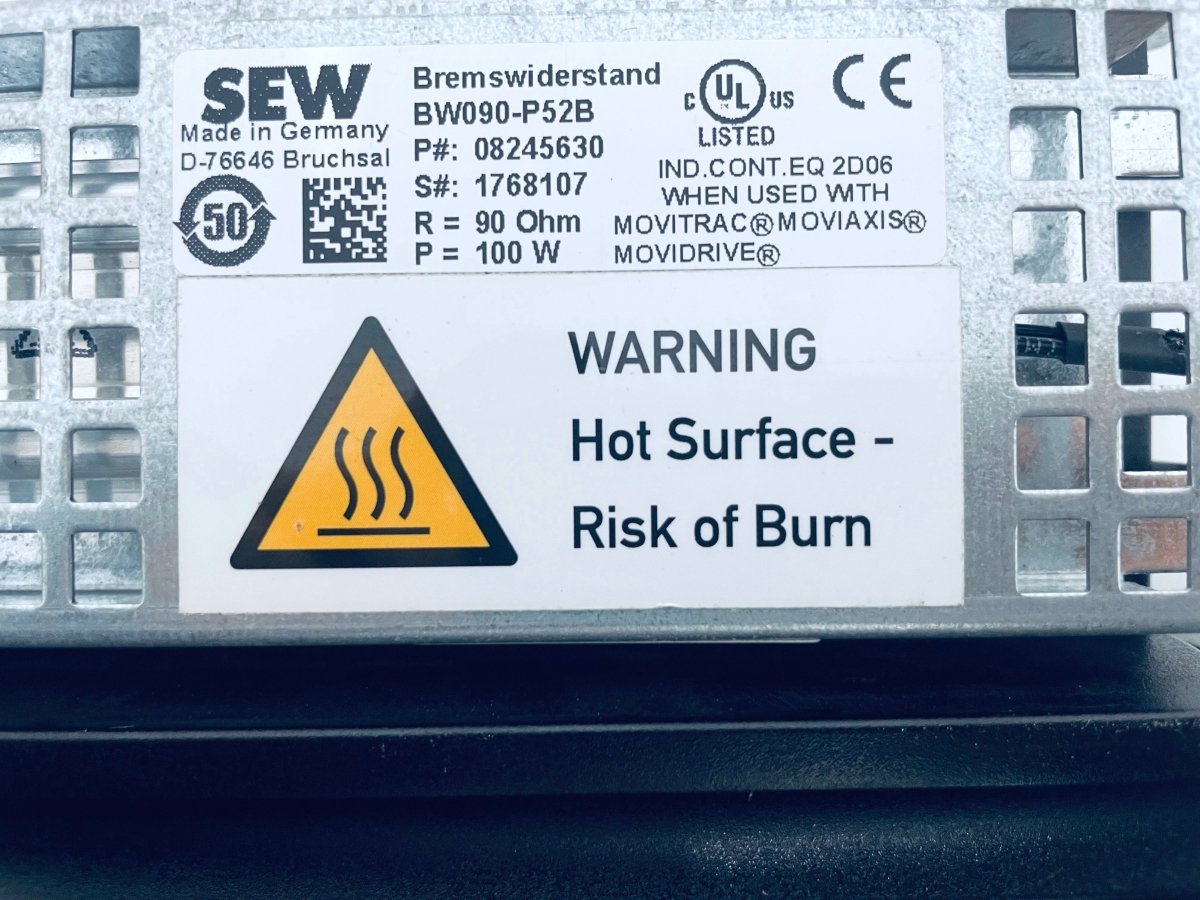 SEW
Made in Germany
D-76646 Bruchsal
50
Bremswiderstand
BW090-P52B
P#: 08245630
S#: 1768107
R = 90 Ohm
P = 100 W
C UL US
LISTED
CE
IND.CONT.EQ 2D06
WHEN USED WITH
MOVITRAC® MOVIAXIS®
MOVIDRIVE®
WARNING
Hot Surface -
Risk of Burn